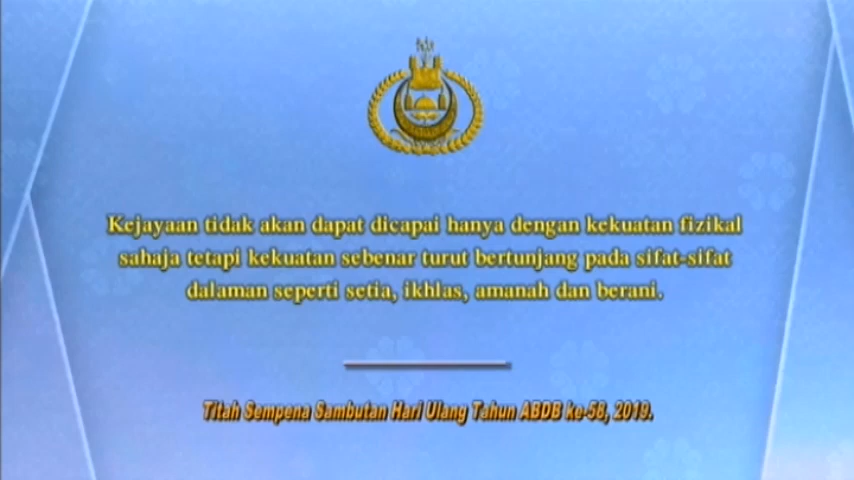 Kejayaan tidak akan dapat dicapai hanya dengan kekuatan fizikal
sahaja tetapi kekuatan sebenar turut bertunjang pada sifat-sifat
dalaman seperti setia, ikhlas, amanah dan berani.
Titah Sempena Sambutan Hari Ulang Tahun ABDB ke-58, 2019.